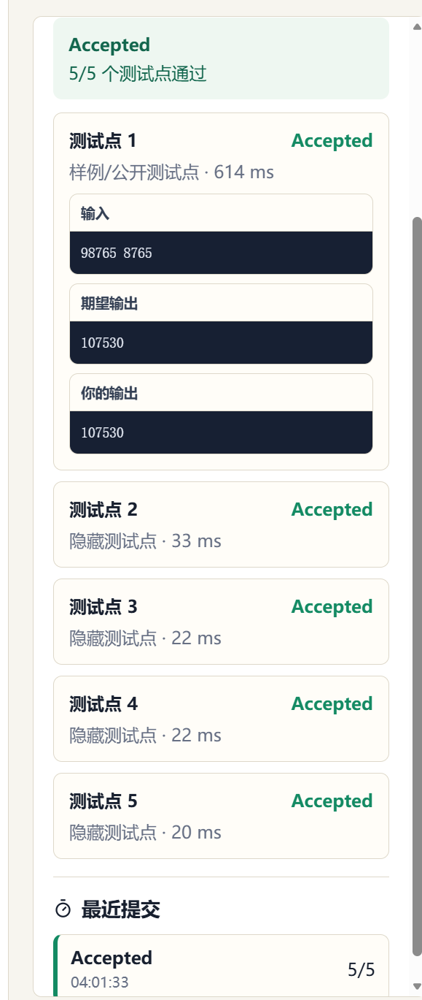 Accepted
5/5 个测试点通过
测试点 1 Accepted
样例/公开测试点 · 614 ms
输入
98765 8765
期望输出
107530
你的输出
107530
测试点 2 Accepted
隐藏测试点 · 33 ms
测试点 3 Accepted
隐藏测试点 · 22 ms
测试点 4 Accepted
隐藏测试点 · 22 ms
测试点 5 Accepted
隐藏测试点 · 20 ms
最近提交
Accepted 5/5
04:01:33